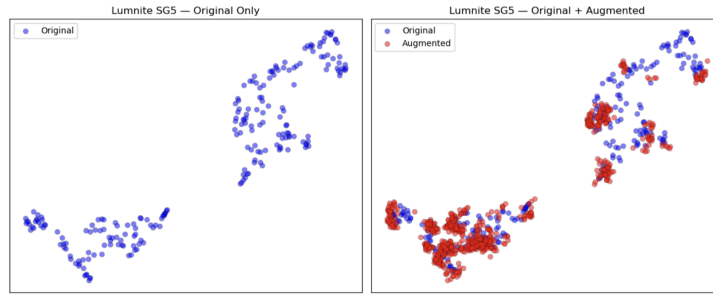 Lumnite SG5 — Original Only
Original
Lumnite SG5 — Original + Augmented
Original
Augmented